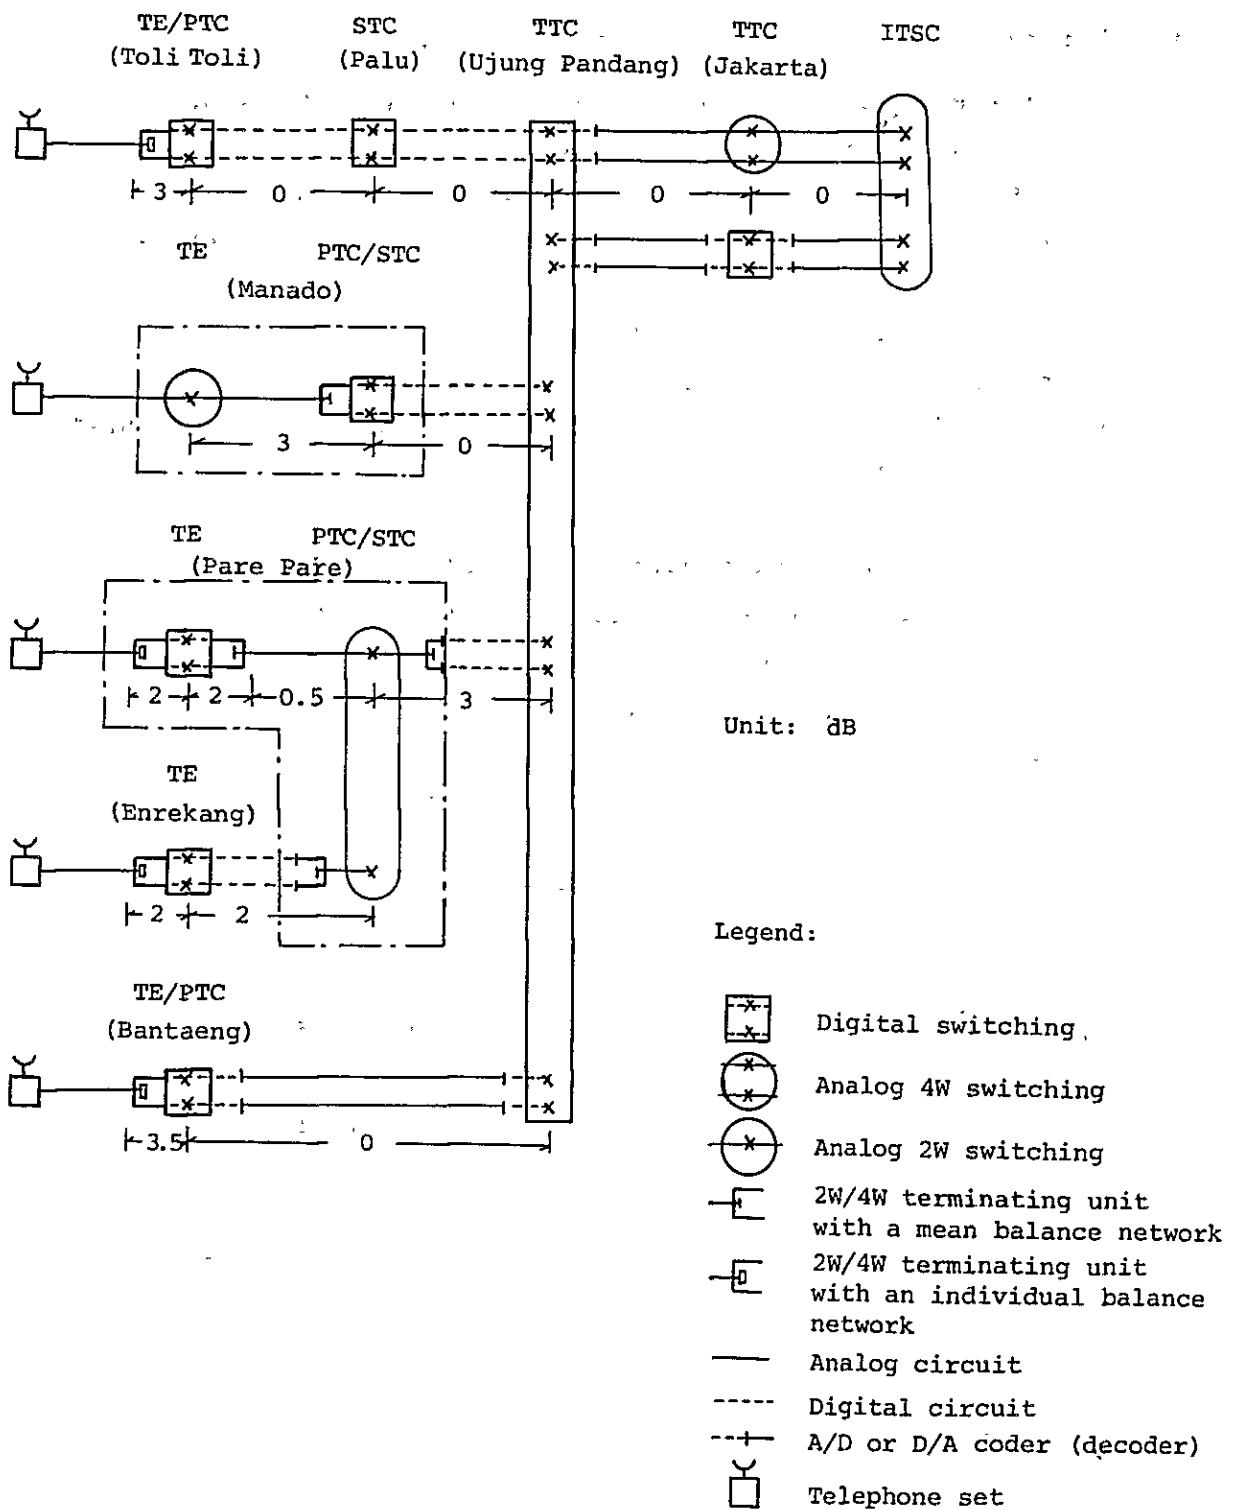 TE/PTC STC TTC TTC ITSC
(Toli Toli) (Palu) (Ujung Pandang) (Jakarta)
3 0 0 0 0
TE PTC/STC
(Manado)
3 0
TE PTC/STC
(Pare Pare)
2 2 0.5 3
Unit: dB
TE
(Enrekang)
2 2
Legend:
TE/PTC
(Bantaeng)
3.5 0
Digital switching
Analog 4W switching
Analog 2W switching
2W/4W terminating unit
with a mean balance network
2W/4W terminating unit
with an individual balance
network
Analog circuit
Digital circuit
A/D or D/A coder (decoder)
Telephone set